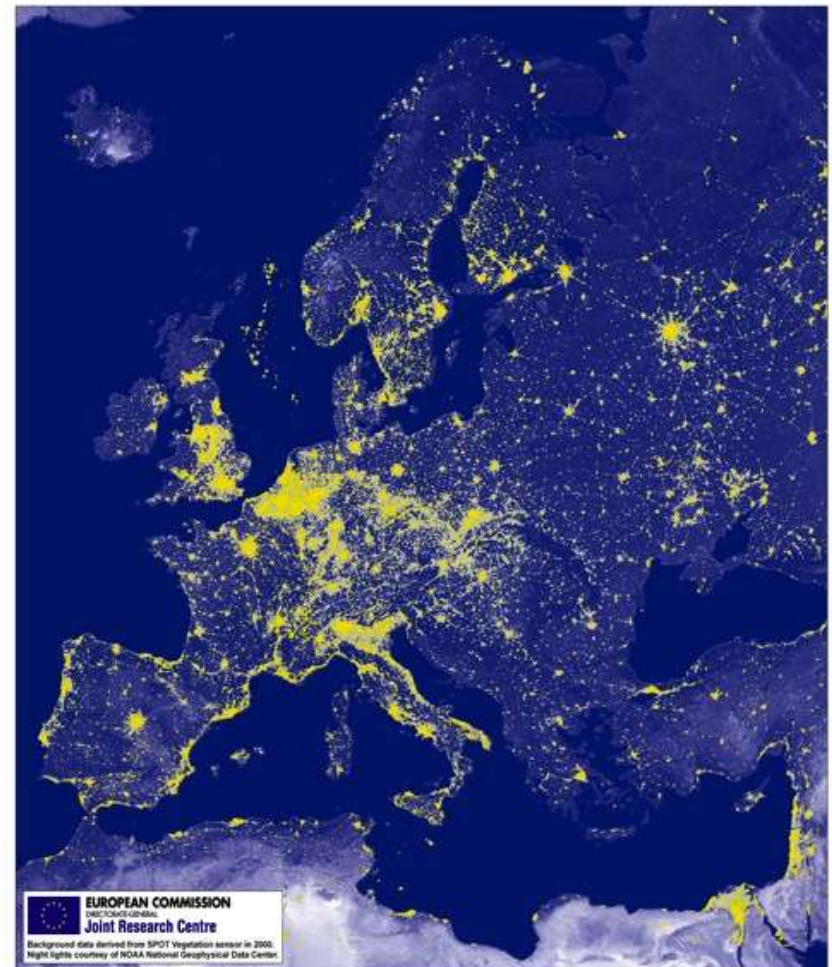 EUROPEAN COMMISSION
DIRECTORATE-GENERAL
Joint Research Centre
Background data derived from SPOT Vegetation sensor in 2000.
Night lights courtesy of NOAA National Geophysical Data Center.